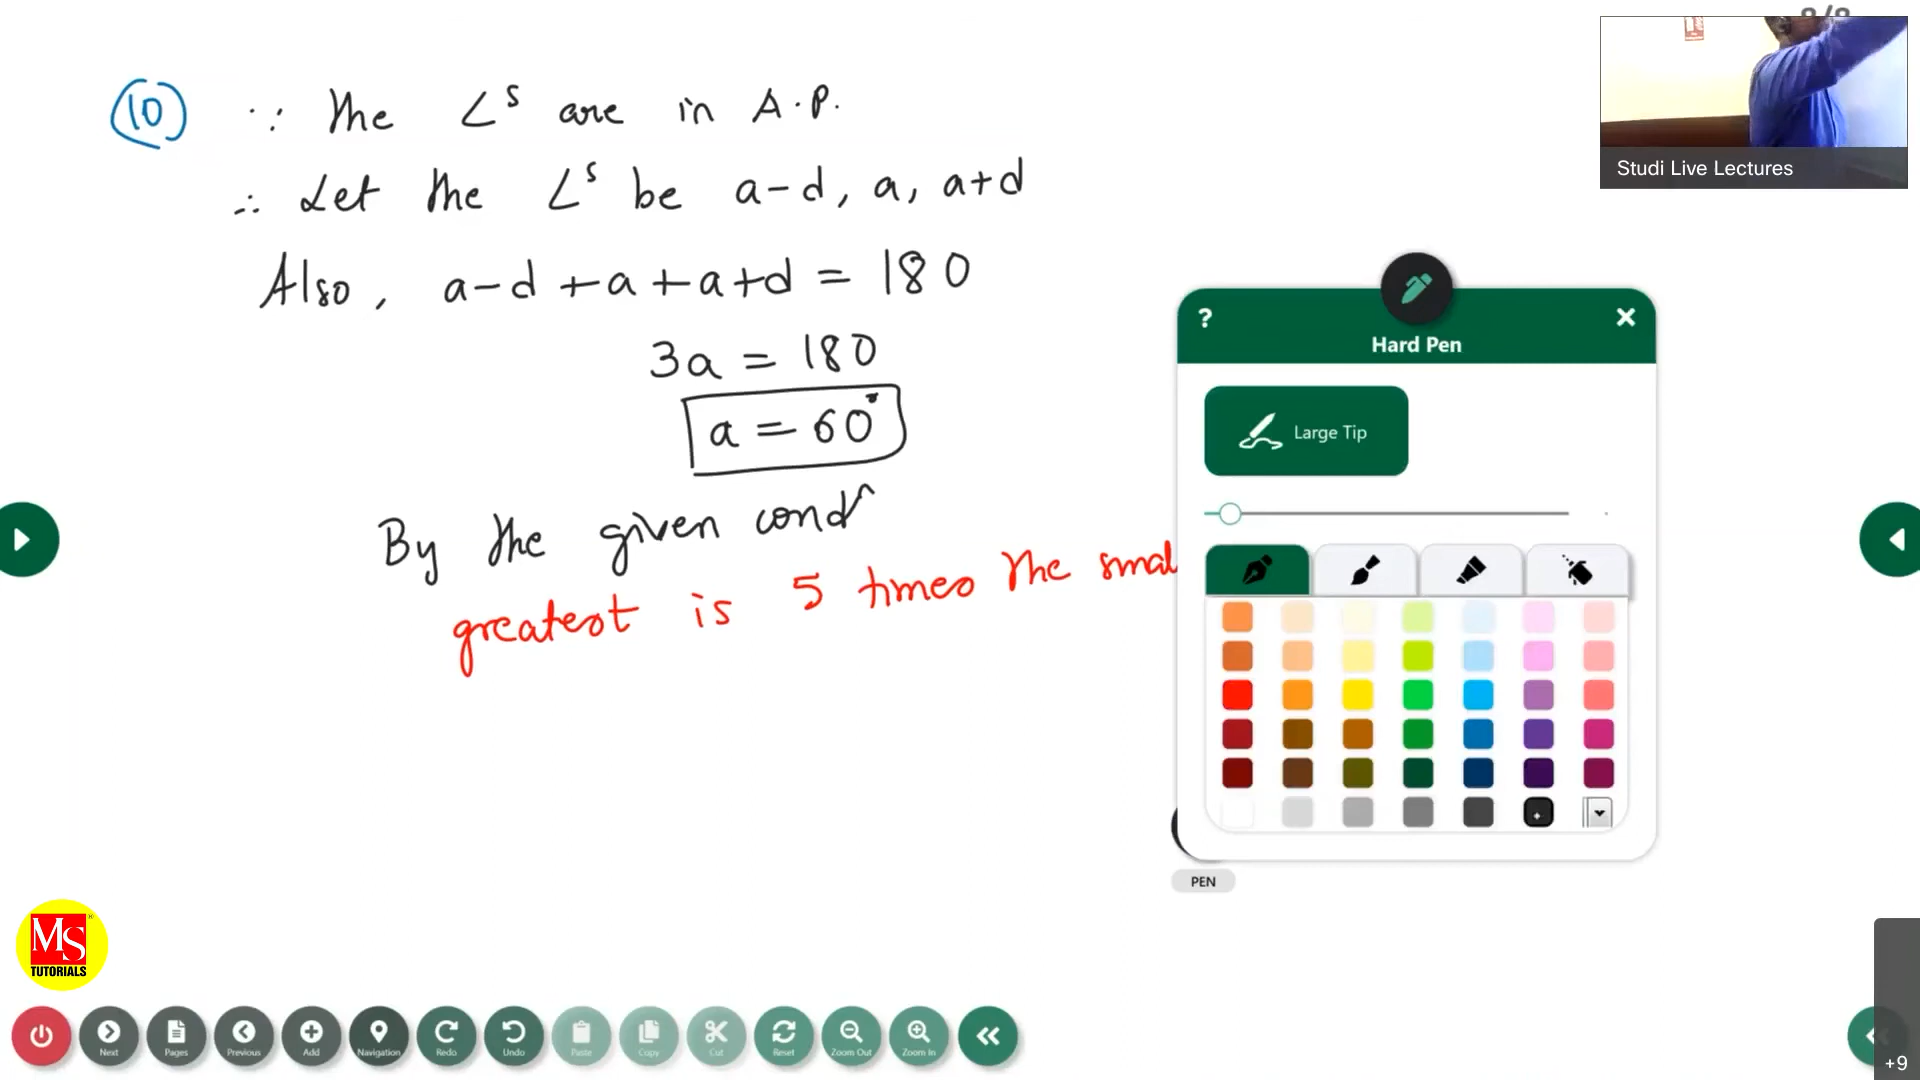 (10) ∵ The ∠s are in A.P.
∴ Let the ∠s be a-d, a, a+d
Also, a-d+a+a+d = 180
3a = 180
a = 60°
By the given condn
greatest is 5 times the smal
Studi Live Lectures
?
Hard Pen
Large Tip
PEN
MS
TUTORIALS
Next
Pages
Previous
Add
Navigation
Redo
Undo
Paste
Copy
Cut
Reset
Zoom Out
Zoom In
+9